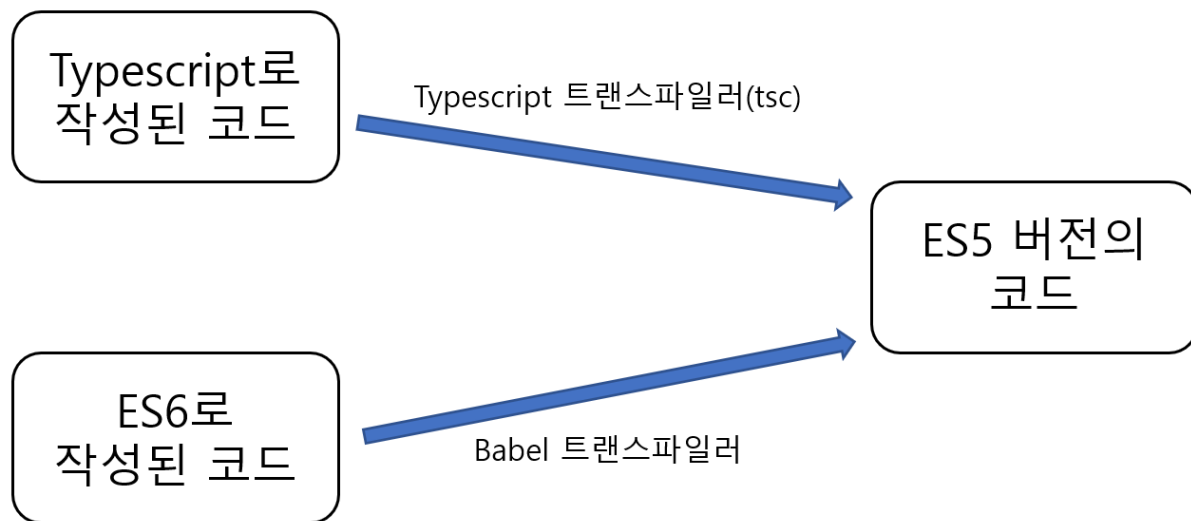 Typescript로
작성된 코드
Typescript 트랜스파일러(tsc)
ES5 버전의
코드
ES6로
작성된 코드
Babel 트랜스파일러